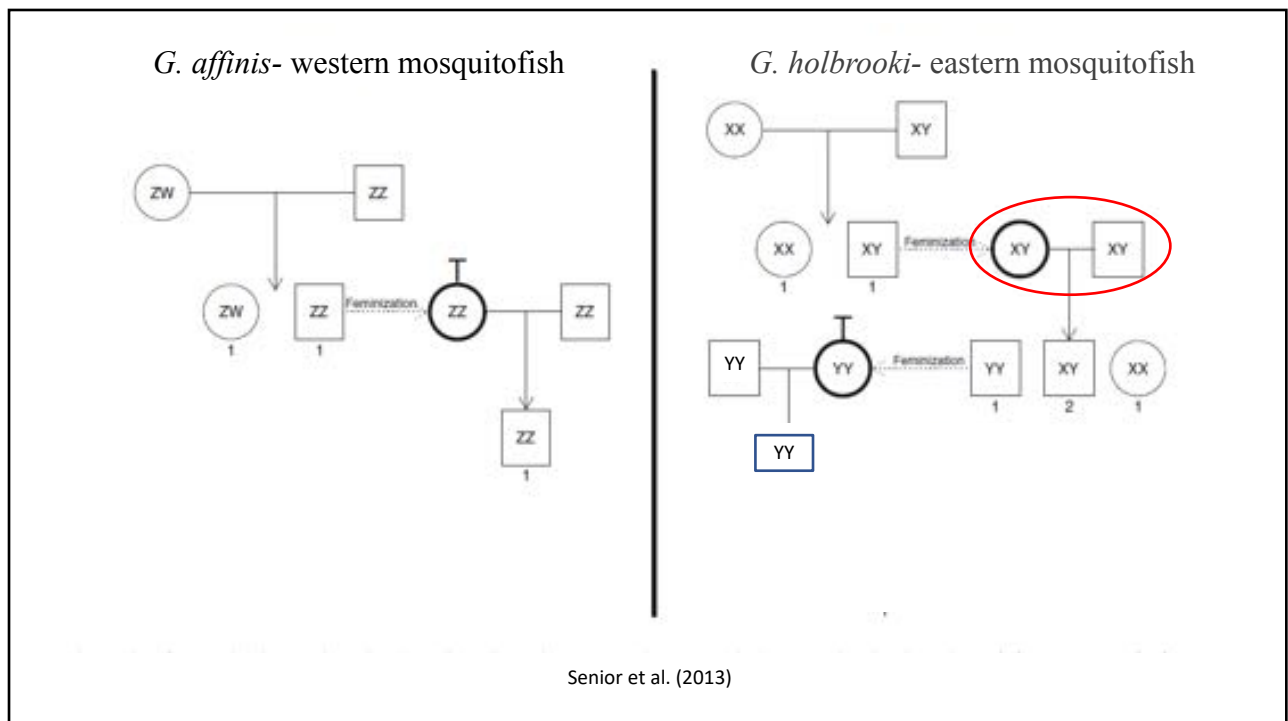 G. affinis- western mosquitofish
ZW
ZZ
ZW
1
ZZ
1
Feminization
ZZ
ZZ
ZZ
1
G. holbrooki- eastern mosquitofish
XX
XY
XX
1
XY
1
Feminization
XY
XY
YY
YY
Feminization
YY
1
XY
2
XX
1
YY
Senior et al. (2013)